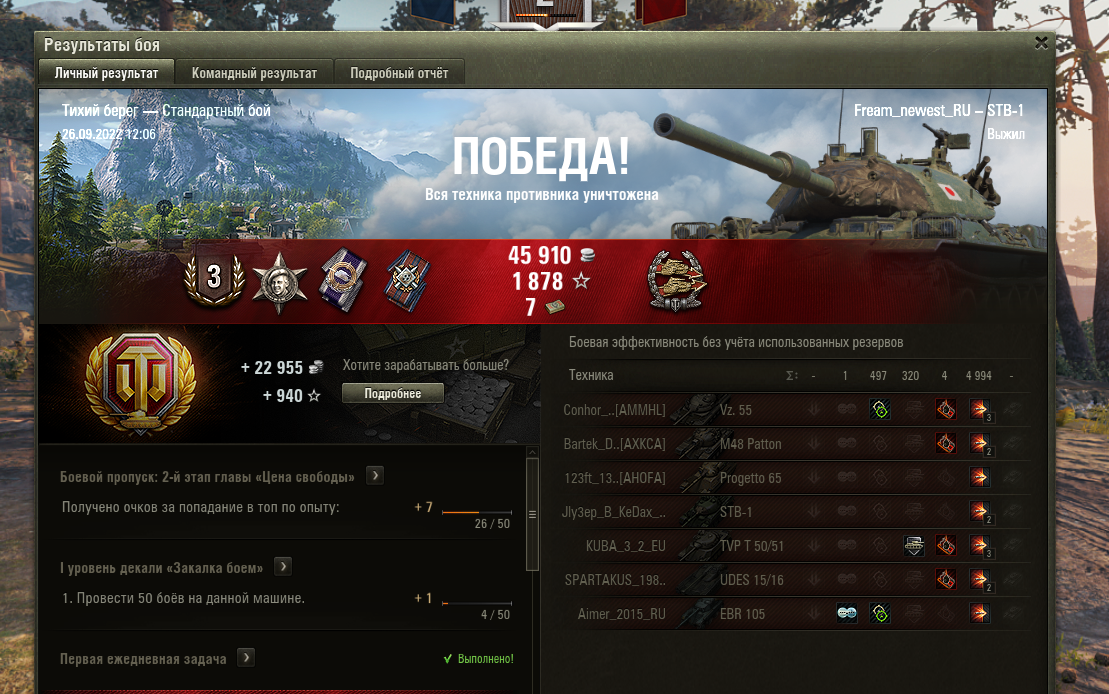 Результаты боя
Личный результат
Командный результат
Подробный отчёт
Тихий берег — Стандартный бой
Fream_newest_RU – STB-1
26.09.2022 12:06
Выжил
ПОБЕДА!
Вся техника противника уничтожена
3
45 910
1 878
7
+ 22 955
+ 940
Хотите зарабатывать больше?
Подробнее
Боевой пропуск: 2-й этап главы «Цена свободы»
Получено очков за попадание в топ по опыту: + 7
26 / 50
I уровень декали «Закалка боем»
1. Провести 50 боёв на данной машине. + 1
4 / 50
Первая ежедневная задача
Выполнено!
Боевая эффективность без учёта использованных резервов
Техника Σ: - 1 497 320 4 4 994 -
Conhor_..[AMMHL] Vz. 55 3
Bartek_D..[AXKCA] M48 Patton 2
123ft_13..[AHOFA] Progetto 65
Jly3ep_B_KeDax_.. STB-1 2
KUBA_3_2_EU TVP T 50/51 3
SPARTAKUS_198.. UDES 15/16 2
Aimer_2015_RU EBR 105